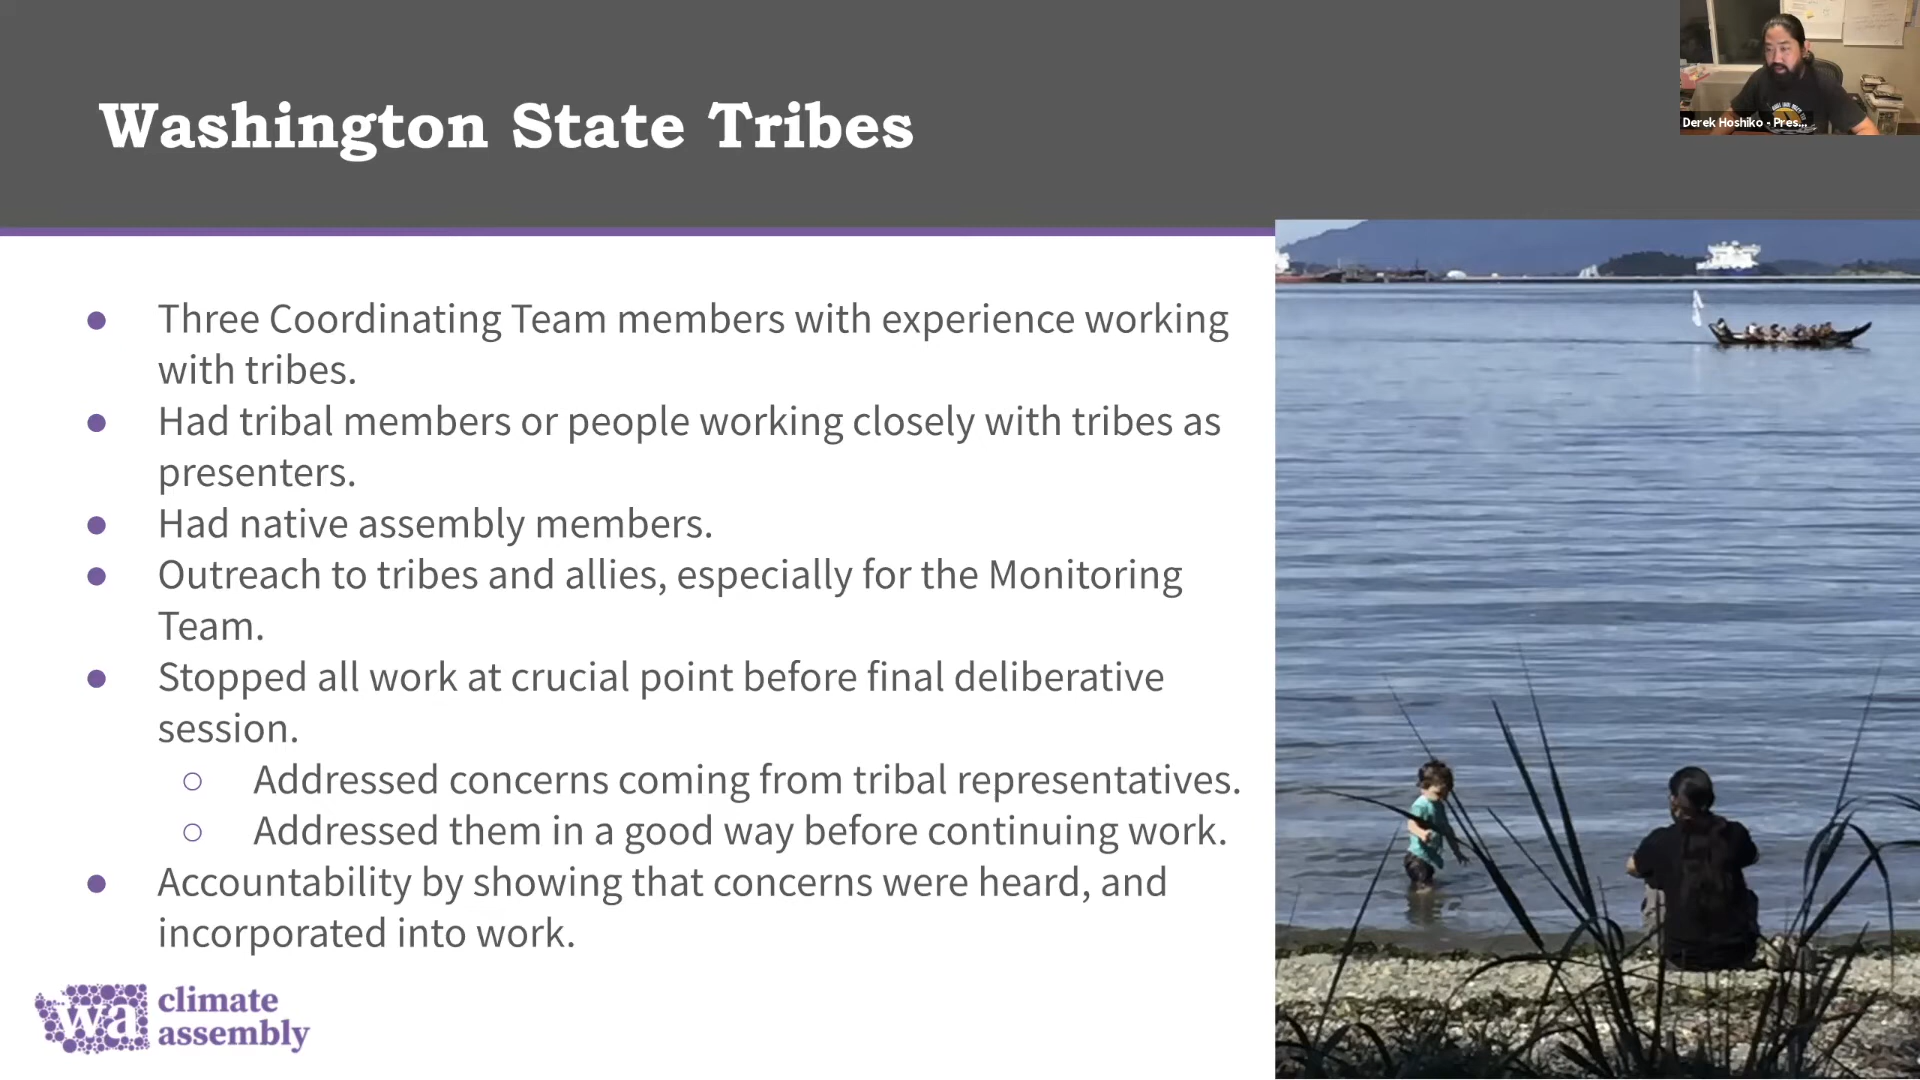 Washington State Tribes
Derek Hoshiko - Pres...
● Three Coordinating Team members with experience working
with tribes.
● Had tribal members or people working closely with tribes as
presenters.
● Had native assembly members.
● Outreach to tribes and allies, especially for the Monitoring
Team.
● Stopped all work at crucial point before final deliberative
session.
○ Addressed concerns coming from tribal representatives.
○ Addressed them in a good way before continuing work.
● Accountability by showing that concerns were heard, and
incorporated into work.
wa climate
assembly